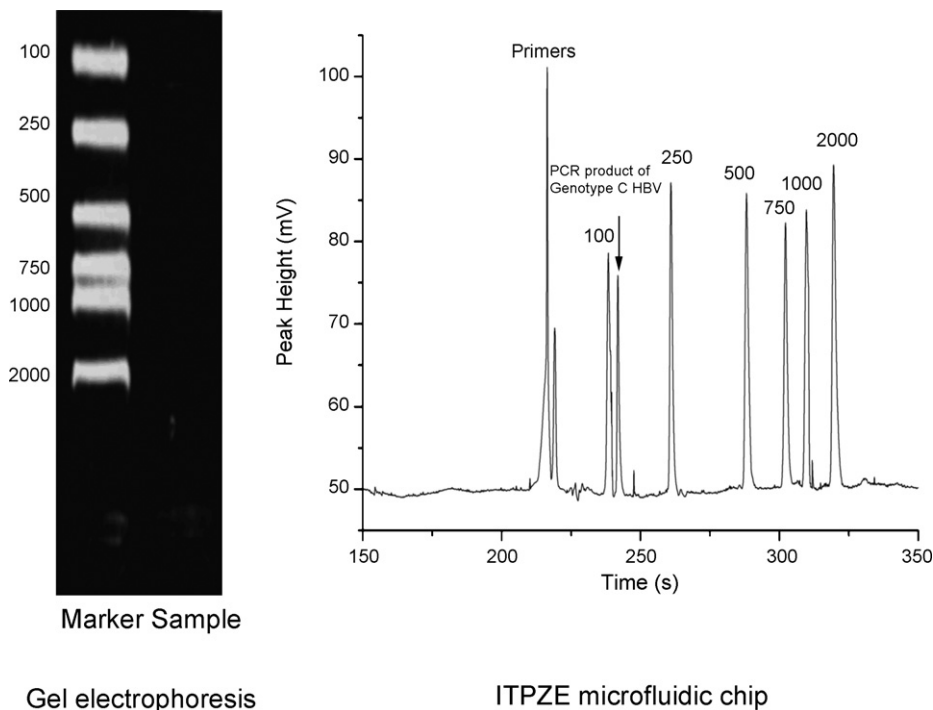 100
250
500
750
1000
2000
Marker Sample
Gel electrophoresis
Peak Height (mV)
100
90
80
70
60
50
Primers
PCR product of
Genotype C HBV
100
250
500
750
1000
2000
150
200
250
300
350
Time (s)
ITPZE microfluidic chip